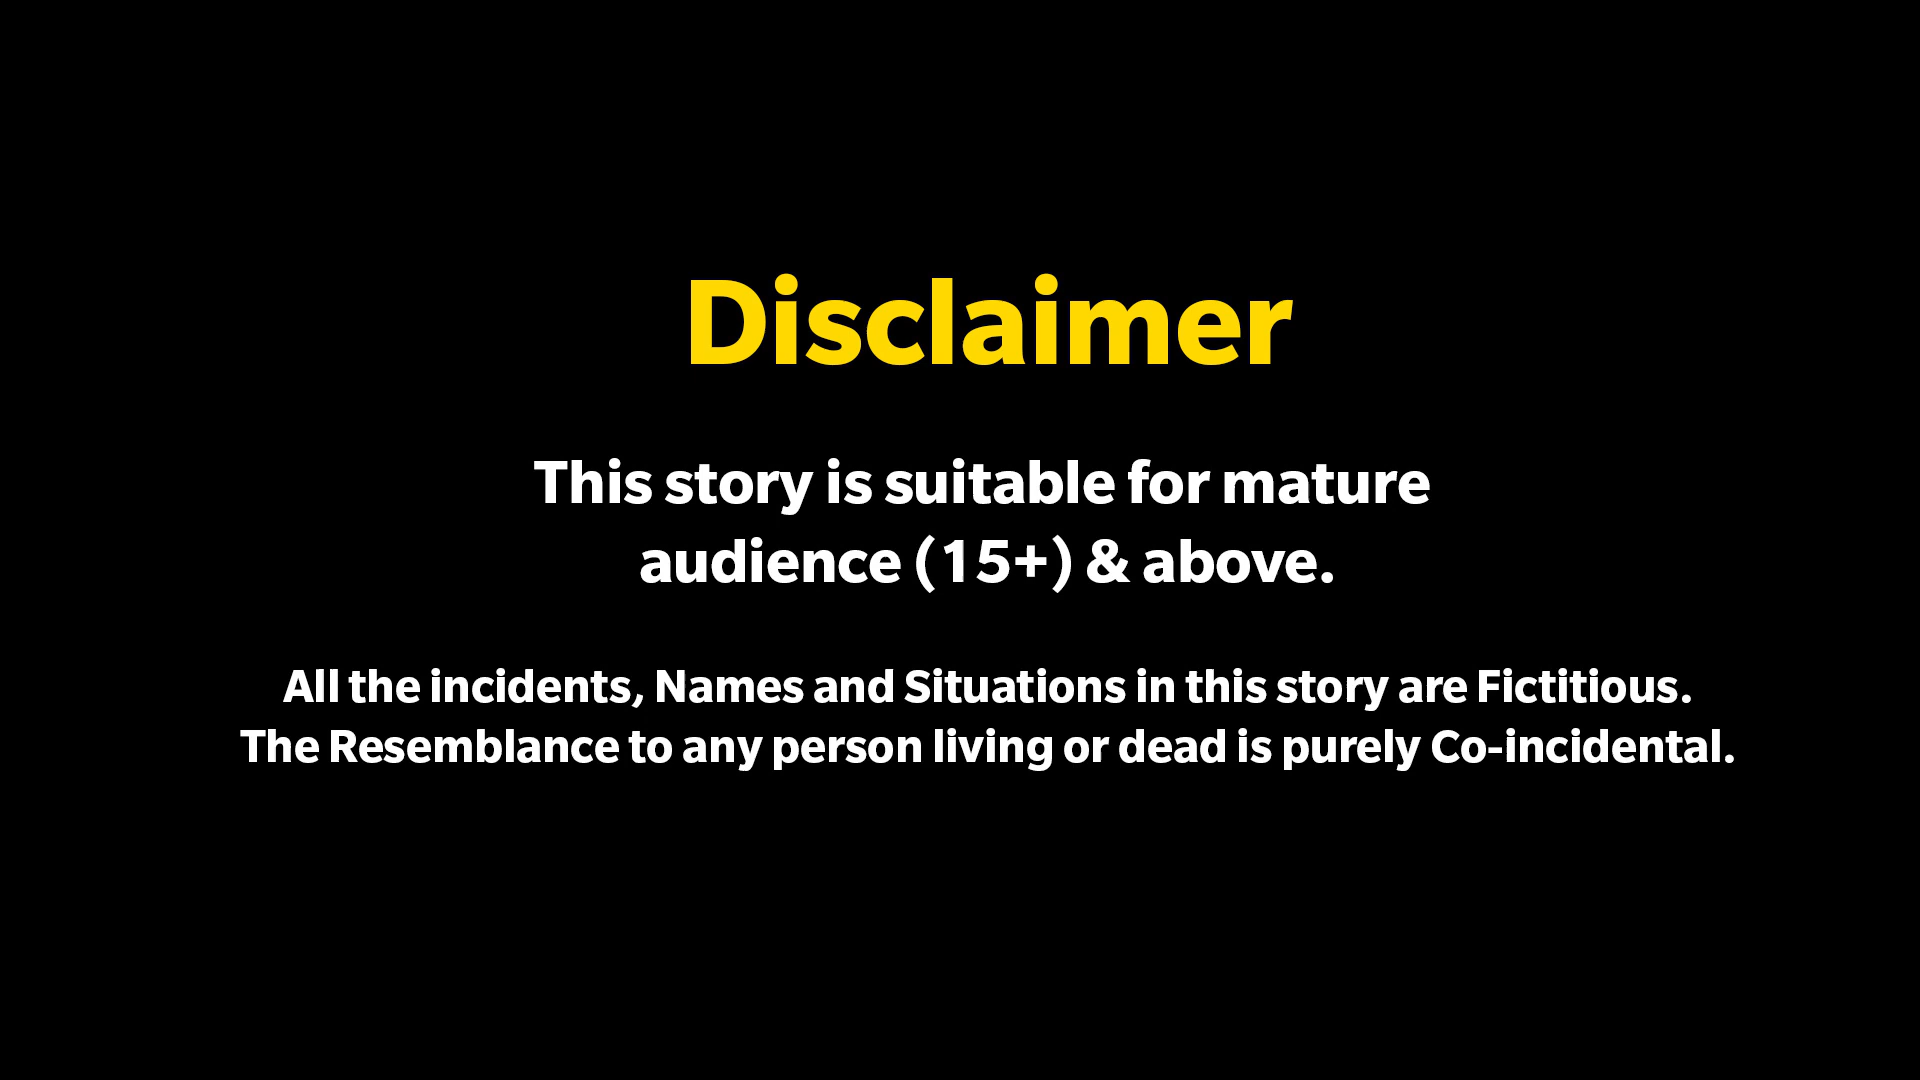 Disclaimer
This story is suitable for mature
audience (15+) & above.
All the incidents, Names and Situations in this story are Fictitious.
The Resemblance to any person living or dead is purely Co-incidental.